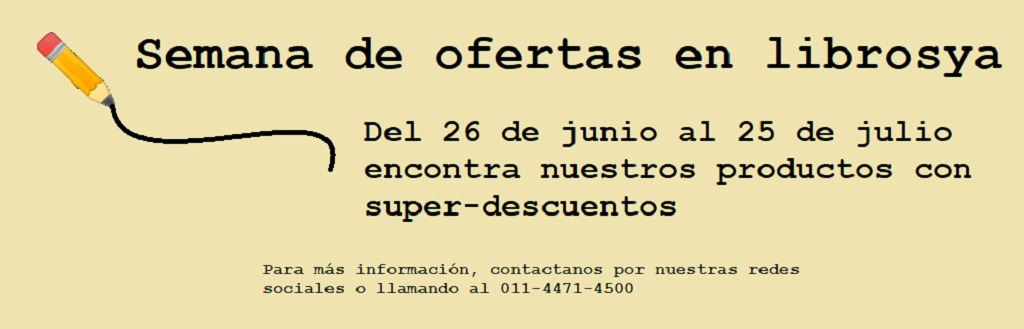 Semana de ofertas en librosya
Del 26 de junio al 25 de julio
encontra nuestros productos con
super-descuentos
Para más información, contactanos por nuestras redes
sociales o llamando al 011-4471-4500